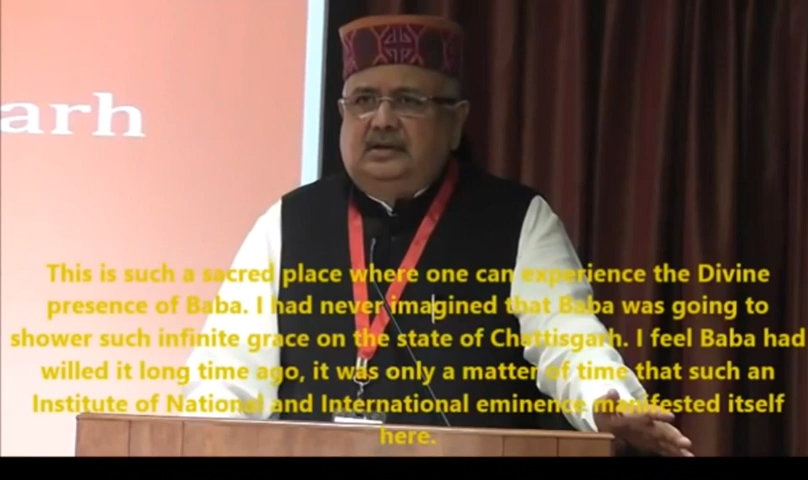 arh
This is such a sacred place where one can experience the Divine
presence of Baba. I had never imagined that Baba was going to
shower such infinite grace on the state of Chattisgarh. I feel Baba had
willed it long time ago, it was only a matter of time that such an
Institute of National and International eminence manifested itself
here.